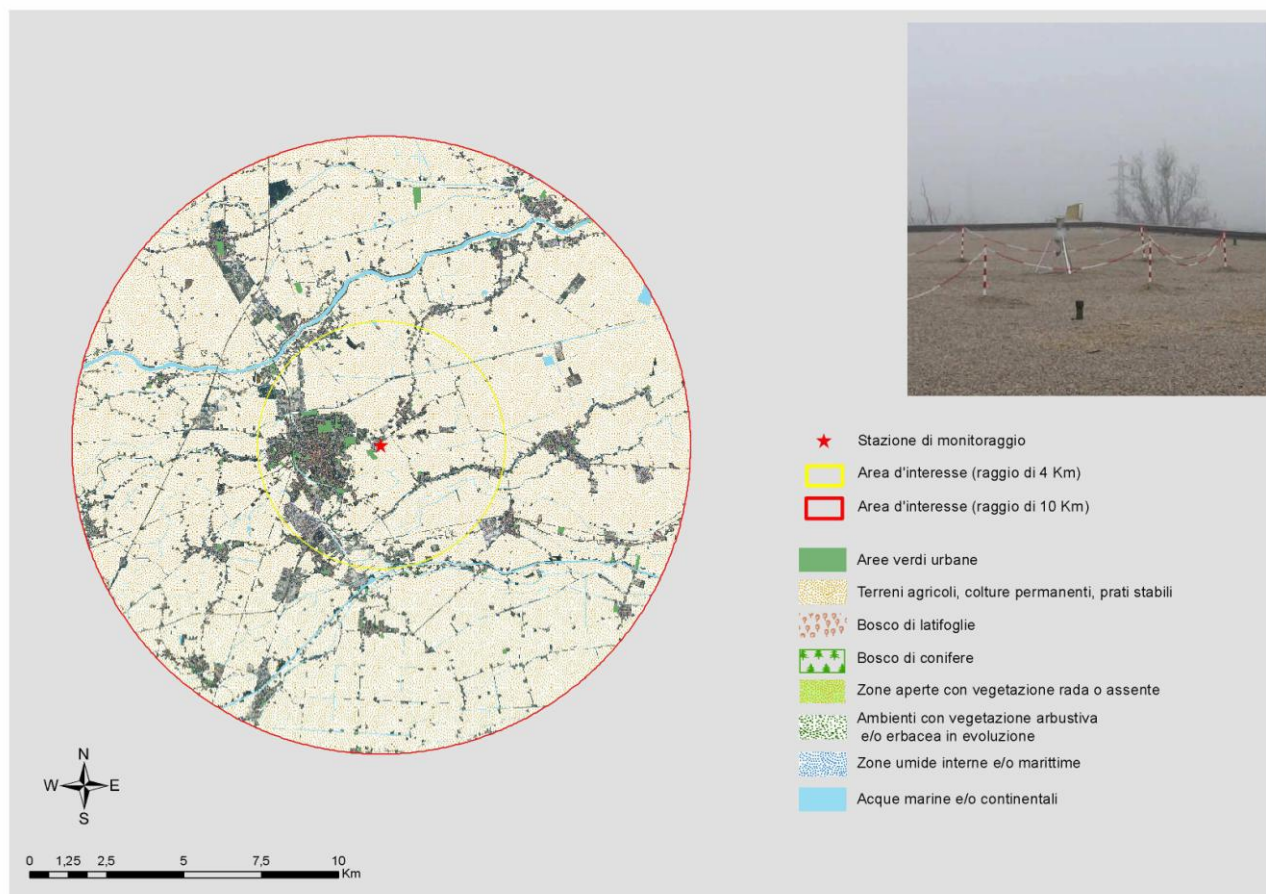 Stazione di monitoraggio
Area d'interesse (raggio di 4 Km)
Area d'interesse (raggio di 10 Km)
Aree verdi urbane
Terreni agricoli, colture permanenti, prati stabili
Bosco di latifoglie
Bosco di conifere
Zone aperte con vegetazione rada o assente
Ambienti con vegetazione arbustiva
e/o erbacea in evoluzione
Zone umide interne e/o marittime
Acque marine e/o continentali
N
W E
S
0 1,25 2,5 5 7,5 10
Km